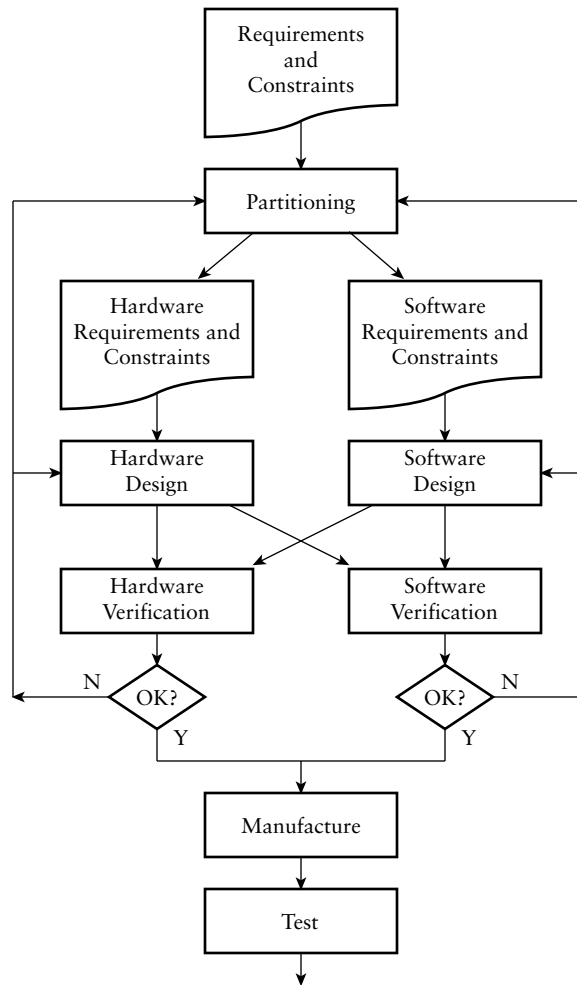 Requirements
and
Constraints
Partitioning
Hardware
Requirements and
Constraints
Software
Requirements and
Constraints
Hardware
Design
Software
Design
Hardware
Verification
Software
Verification
N
OK?
Y
OK?
N
Y
Manufacture
Test